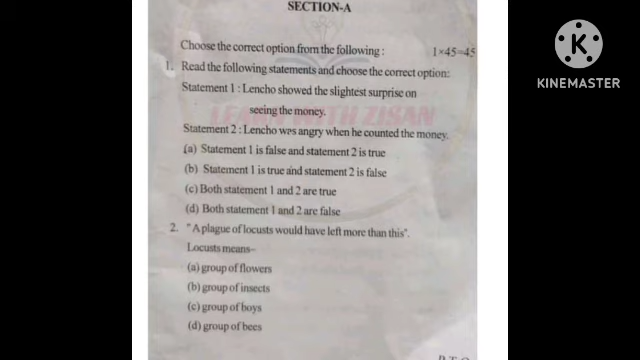 SECTION-A
Choose the correct option from the following : 1×45=45
1. Read the following statements and choose the correct option:
Statement 1 : Lencho showed the slightest surprise on
seeing the money.
Statement 2 : Lencho was angry when he counted the money.
(a) Statement 1 is false and statement 2 is true
(b) Statement 1 is true and statement 2 is false
(c) Both statement 1 and 2 are true
(d) Both statement 1 and 2 are false
2. "A plague of locusts would have left more than this".
Locusts means–
(a) group of flowers
(b) group of insects
(c) group of boys
(d) group of bees
LEARN WITH ZISAN
K
KINEMASTER